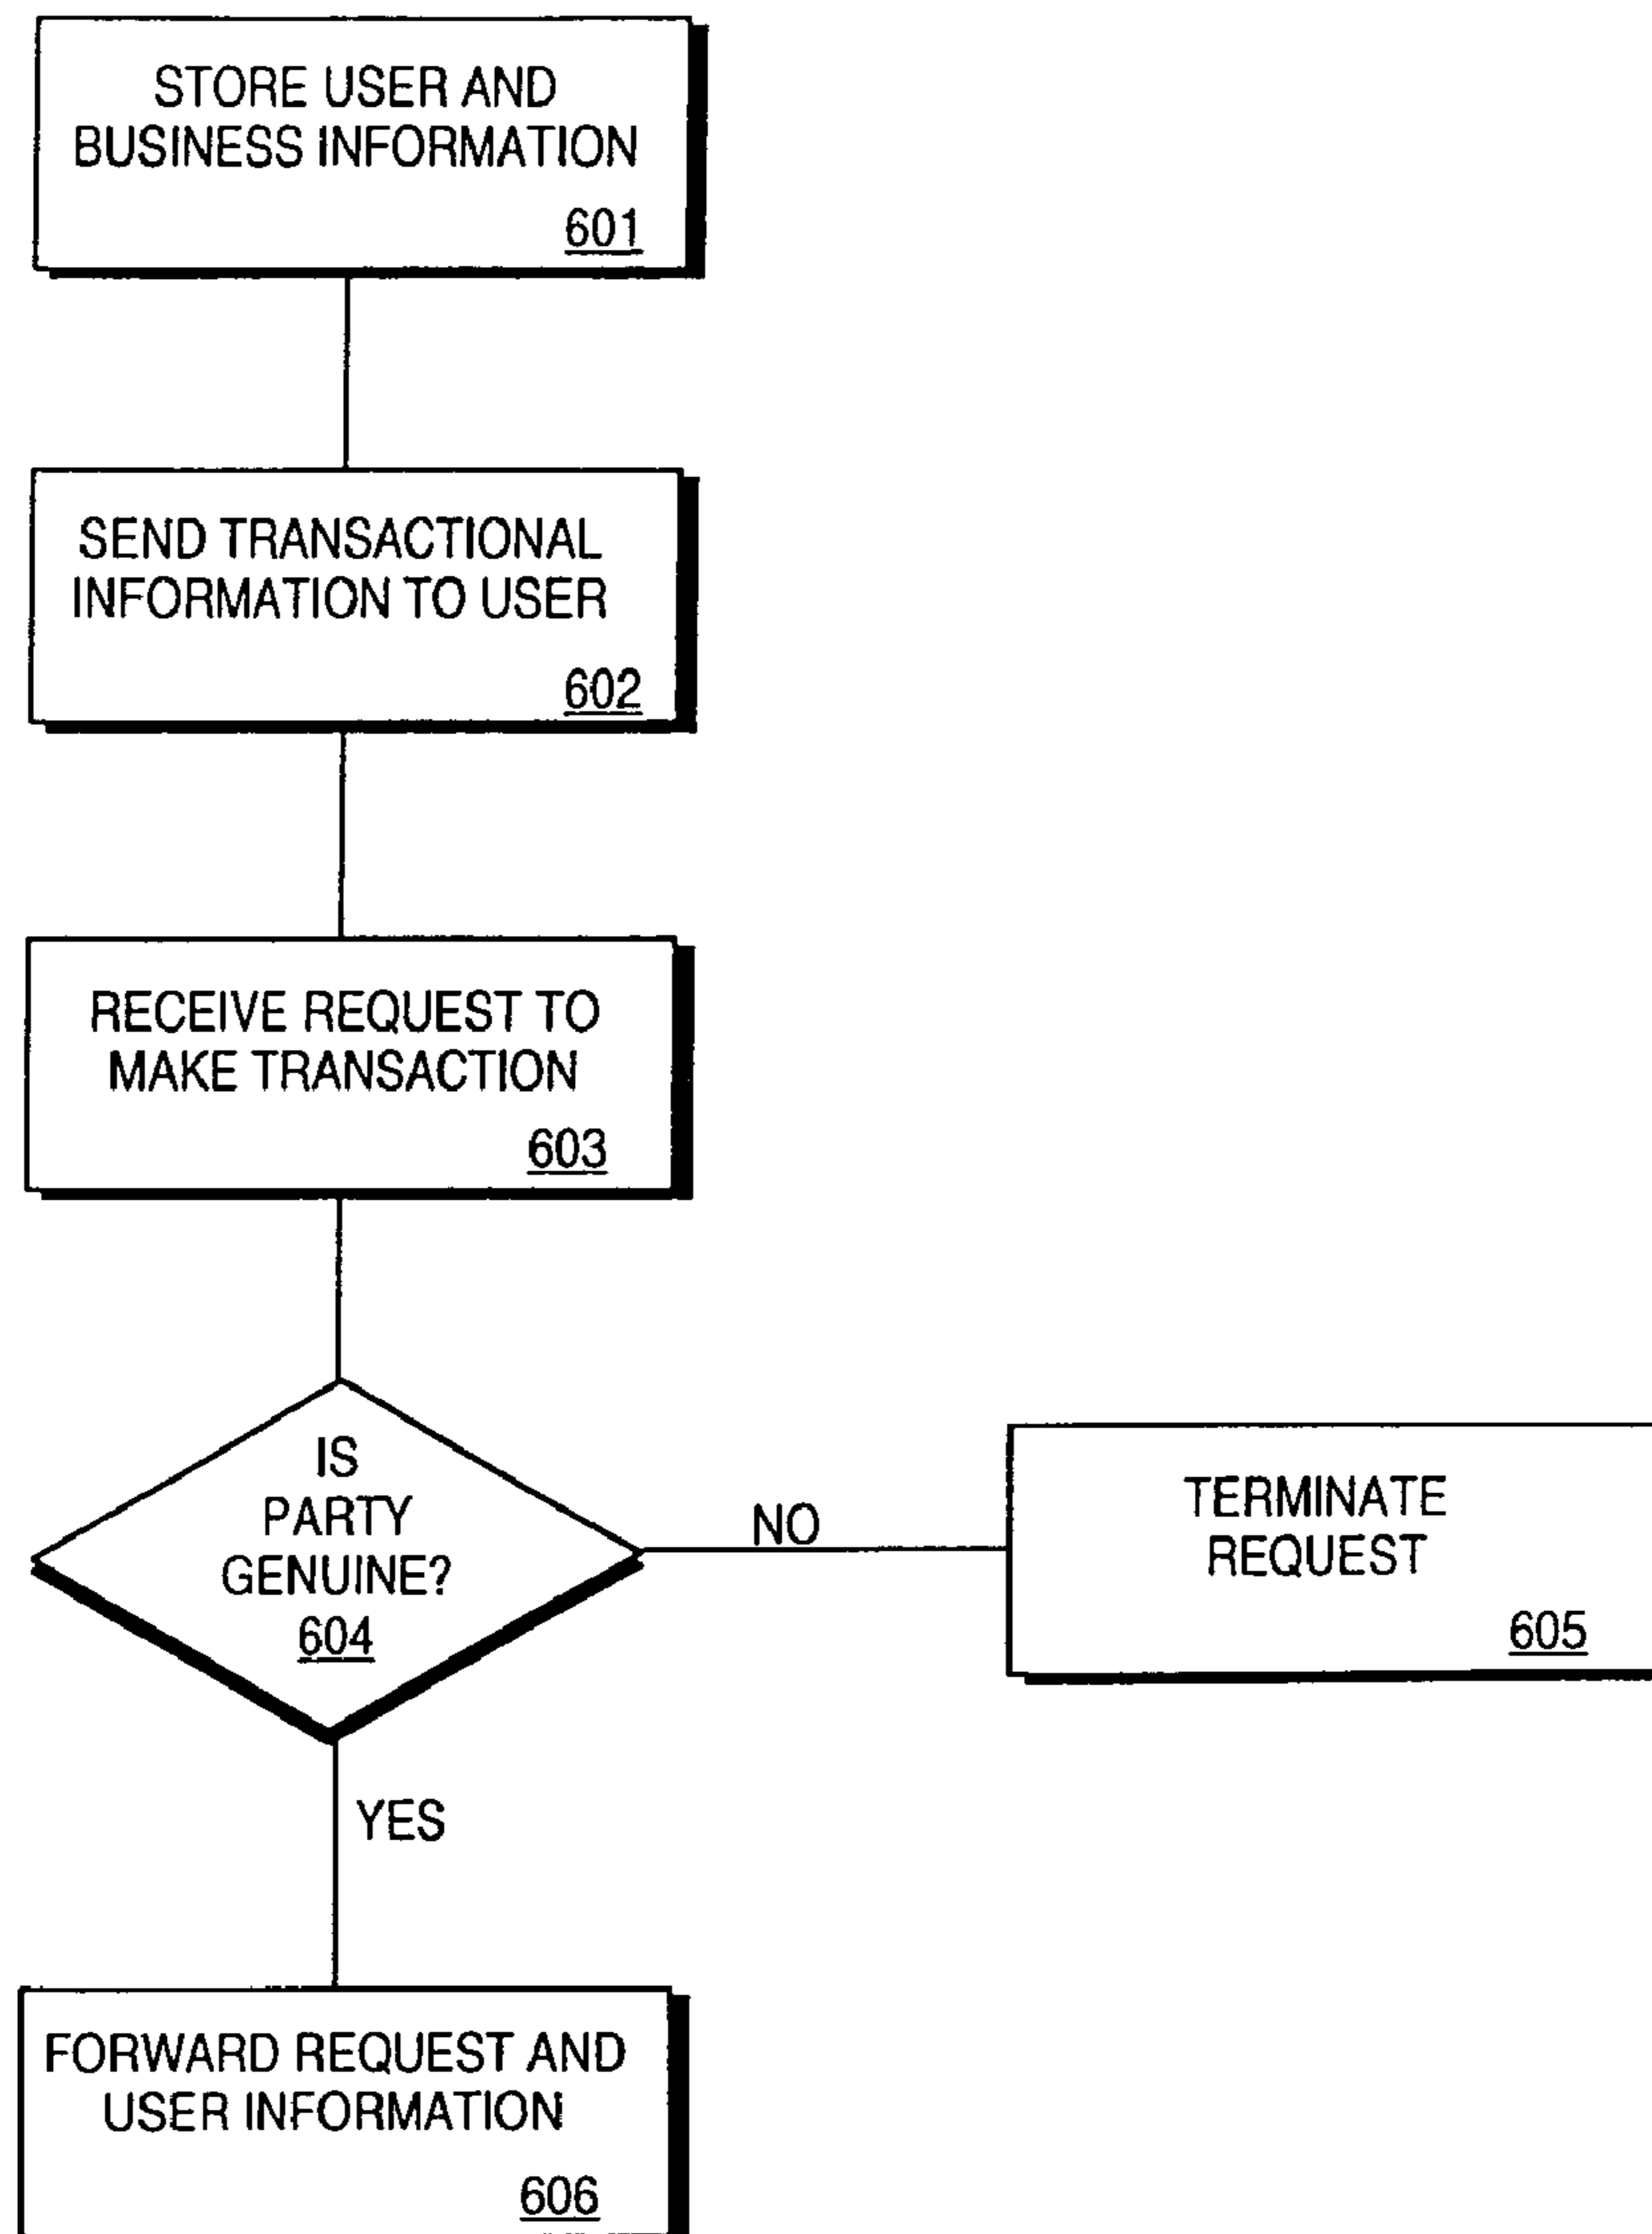 STORE USER AND
BUSINESS INFORMATION
601
SEND TRANSACTIONAL
INFORMATION TO USER
602
RECEIVE REQUEST TO
MAKE TRANSACTION
603
IS
PARTY
GENUINE?
604
NO
TERMINATE
REQUEST
605
YES
FORWARD REQUEST AND
USER INFORMATION
606